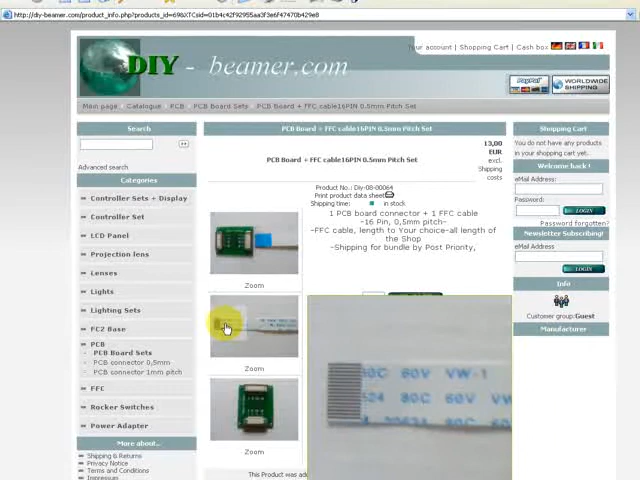 http://diy-beamer.com/product_info.php?products_id=69&XTCsid=01b4c42f92955aa3f3e6f47470b429e8
DIY - beamer.com
Your account | Shopping Cart | Cash box
PayPal
WORLDWIDE SHIPPING
Main page Catalogue PCB PCB Board Sets PCB Board + FFC cable16PIN 0.5mm Pitch Set
Search
Advanced search
Categories
Controller Sets + Display
Controller Set
LCD Panel
Projection lens
Lenses
Lights
Lighting Sets
FC2 Base
PCB
PCB Board Sets
PCB connector 0,5mm
PCB connector 1mm pitch
FFC
Rocker Switches
Power Adapter
More about...
Shipping & Returns
Privacy Notice
Terms and Conditions
Impressum
PCB Board + FFC cable16PIN 0.5mm Pitch Set
13,00 EUR
excl. Shipping costs
PCB Board + FFC cable16PIN 0.5mm Pitch Set
Product No.: Diy-08-00064
Print product data sheet
Shipping time: in stock
1 PCB board connector + 1 FFC cable
-16 Pin, 0,5mm pitch-
-FFC cable, length to Your choice-all length of
the Shop
-Shipping for bundle by Post Priority,
Zoom
Zoom
Zoom
80C 60V VW-1
80C 60V
This Product was
Shopping Cart
You do not have any products
in your shopping cart yet.
Welcome back !
eMail Address:
Password:
LOGIN
Password forgotten?
Newsletter Subscribing!
eMail Address
LOGIN
Info
Customer group:Guest
Manufacturer